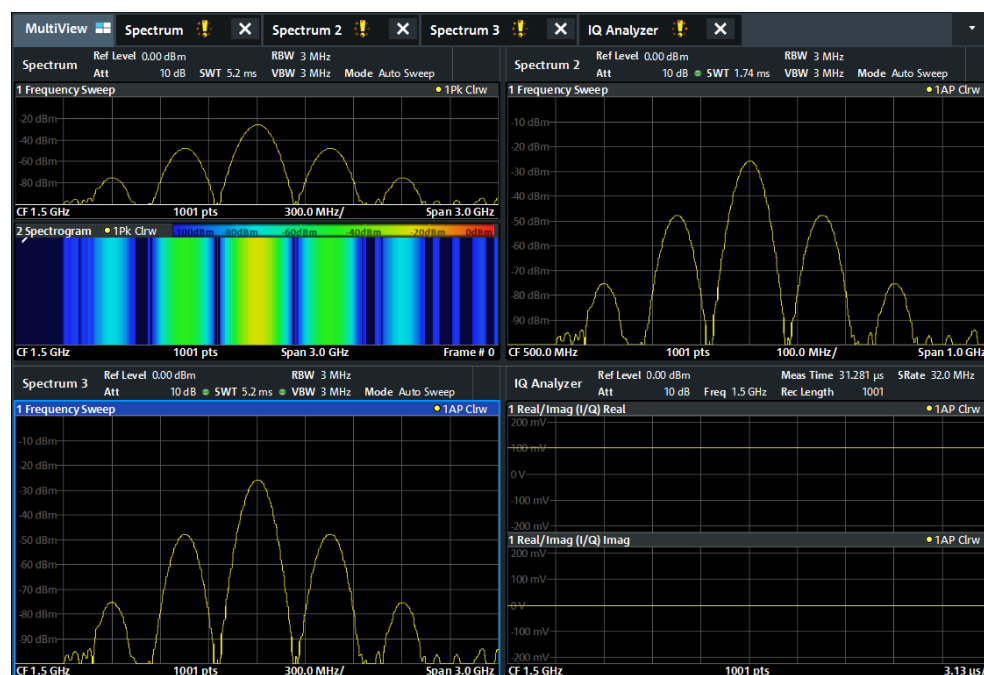 MultiView Spectrum Spectrum 2 Spectrum 3 IQ Analyzer
Spectrum
Ref Level 0.00 dBm RBW 3 MHz
Att 10 dB SWT 5.2 ms VBW 3 MHz Mode Auto Sweep
1 Frequency Sweep 1Pk Clrw
-20 dBm
-40 dBm
-60 dBm
-80 dBm
CF 1.5 GHz 1001 pts 300.0 MHz/ Span 3.0 GHz
2 Spectrogram 1Pk Clrw -100dBm -80dBm -60dBm -40dBm -20dBm 0dBm
CF 1.5 GHz 1001 pts Span 3.0 GHz Frame # 0
Spectrum 2
Ref Level 0.00 dBm RBW 3 MHz
Att 10 dB SWT 1.74 ms VBW 3 MHz Mode Auto Sweep
1 Frequency Sweep 1AP Clrw
-10 dBm
-20 dBm
-30 dBm
-40 dBm
-50 dBm
-60 dBm
-70 dBm
-80 dBm
-90 dBm
CF 500.0 MHz 1001 pts 100.0 MHz/ Span 1.0 GHz
Spectrum 3
Ref Level 0.00 dBm RBW 3 MHz
Att 10 dB SWT 5.2 ms VBW 3 MHz Mode Auto Sweep
1 Frequency Sweep 1AP Clrw
-10 dBm
-20 dBm
-30 dBm
-40 dBm
-50 dBm
-60 dBm
-70 dBm
-80 dBm
-90 dBm
CF 1.5 GHz 1001 pts 300.0 MHz/ Span 3.0 GHz
IQ Analyzer
Ref Level 0.00 dBm Meas Time 31.281 µs SRate 32.0 MHz
Att 10 dB Freq 1.5 GHz Rec Length 1001
1 Real/Imag (I/Q) Real 1AP Clrw
200 mV
100 mV
0 V
-100 mV
-200 mV
1 Real/Imag (I/Q) Imag 1AP Clrw
200 mV
100 mV
0 V
-100 mV
-200 mV
CF 1.5 GHz 1001 pts 3.13 µs/